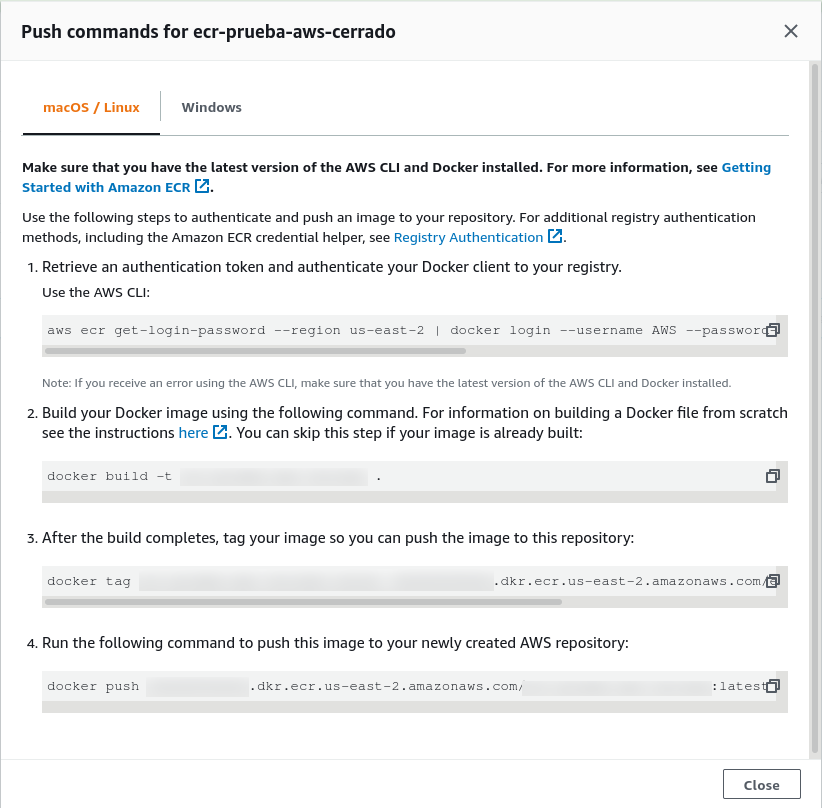 Push commands for ecr-prueba-aws-cerrado
macOS / Linux
Windows
Make sure that you have the latest version of the AWS CLI and Docker installed. For more information, see Getting
Started with Amazon ECR.
Use the following steps to authenticate and push an image to your repository. For additional registry authentication
methods, including the Amazon ECR credential helper, see Registry Authentication.
1. Retrieve an authentication token and authenticate your Docker client to your registry.
Use the AWS CLI:
aws ecr get-login-password --region us-east-2 | docker login --username AWS --password-
Note: If you receive an error using the AWS CLI, make sure that you have the latest version of the AWS CLI and Docker installed.
2. Build your Docker image using the following command. For information on building a Docker file from scratch
see the instructions here. You can skip this step if your image is already built:
docker build -t .
3. After the build completes, tag your image so you can push the image to this repository:
docker tag .dkr.ecr.us-east-2.amazonaws.com/
4. Run the following command to push this image to your newly created AWS repository:
docker push .dkr.ecr.us-east-2.amazonaws.com/ :latest
Close